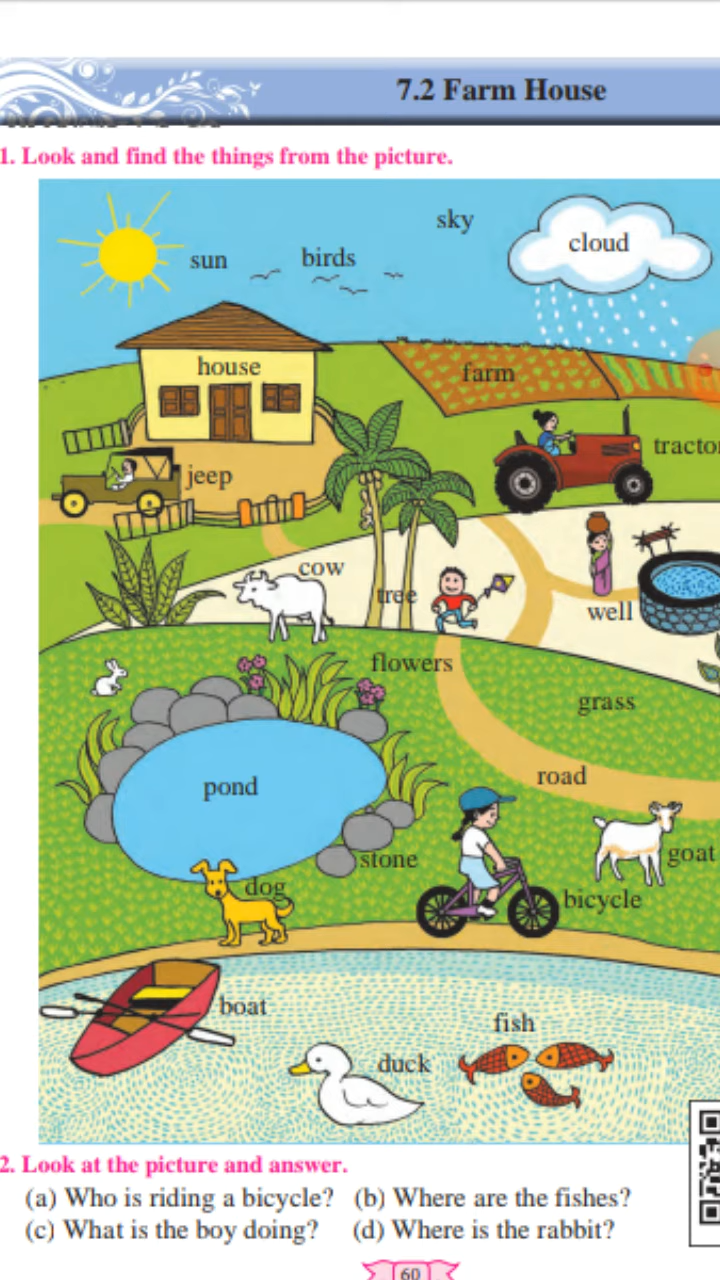 7.2 Farm House
1. Look and find the things from the picture.
sky
cloud
sun
birds
house
farm
tracto
jeep
cow
tree
well
flowers
grass
road
pond
stone
goat
dog
bicycle
boat
fish
duck
2. Look at the picture and answer.
(a) Who is riding a bicycle? (b) Where are the fishes?
(c) What is the boy doing? (d) Where is the rabbit?
60